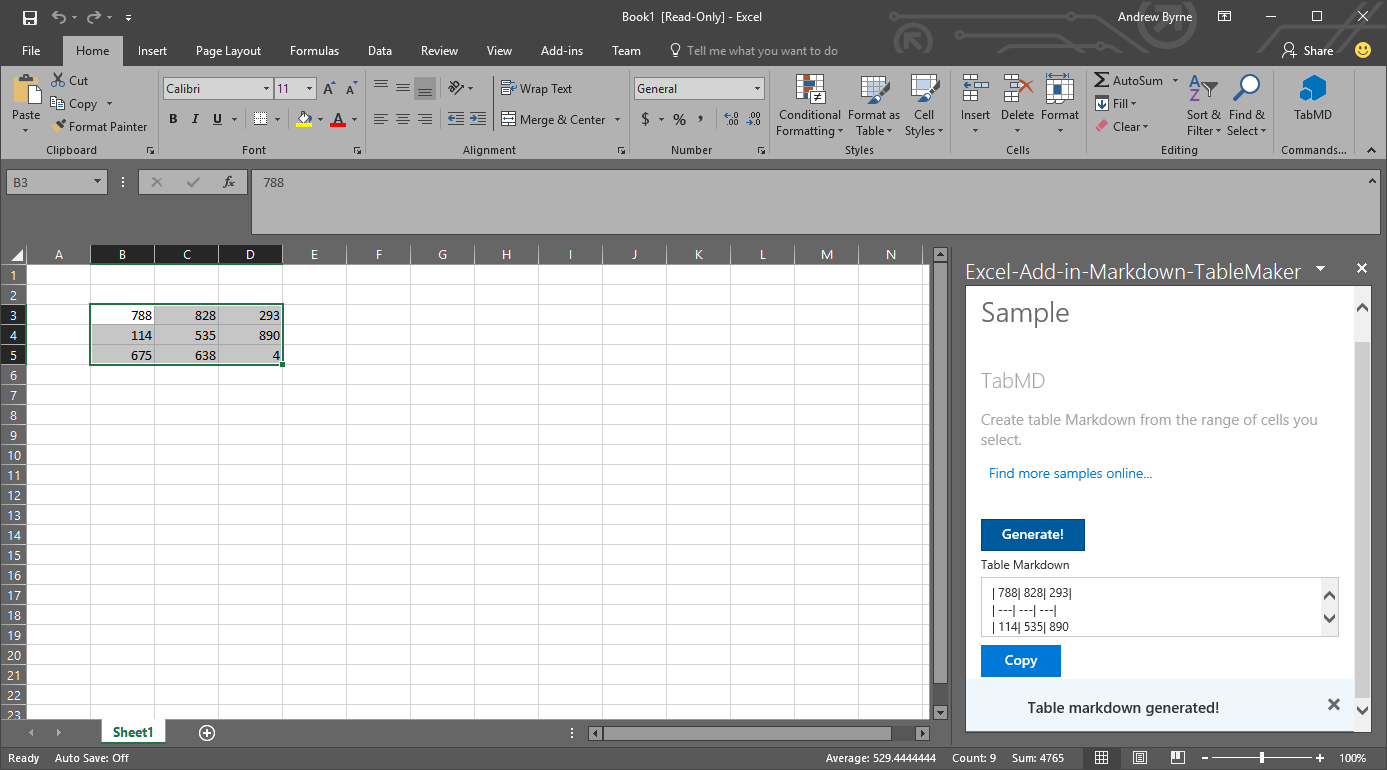 Book1 [Read-Only] - Excel
Andrew Byrne
File Home Insert Page Layout Formulas Data Review View Add-ins Team Tell me what you want to do Share
Paste
Cut
Copy
Format Painter
Clipboard
Calibri 11 A A
B I U A
Font
Wrap Text
Merge & Center
Alignment
General
$ % ,
Number
Conditional Formatting
Format as Table
Cell Styles
Styles
Insert Delete Format
Cells
AutoSum
Fill
Clear
Sort & Filter
Find & Select
Editing
TabMD
Commands...
B3 fx 788
A B C D E F G H I J K L M N
1
2
3 788 828 293
4 114 535 890
5 675 638 4
6
7
8
9
10
11
12
13
14
15
16
17
18
19
20
21
22
23
Excel-Add-in-Markdown-TableMaker
Sample
TabMD
Create table Markdown from the range of cells you
select.
Find more samples online...
Generate!
Table Markdown
| 788| 828| 293|
| ---| ---| ---|
| 114| 535| 890
Copy
Table markdown generated!
Sheet1
Ready Auto Save: Off Average: 529.4444444 Count: 9 Sum: 4765 100%